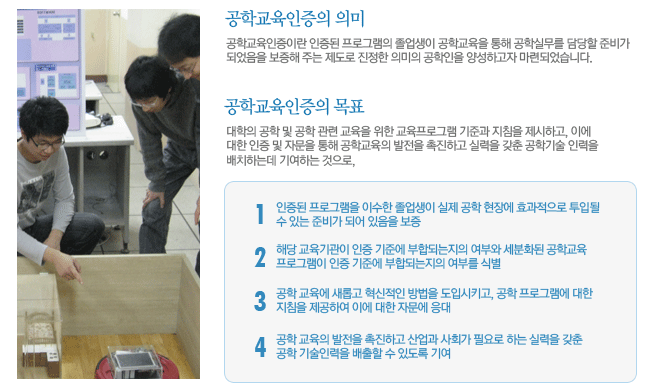 공학교육인증의 의미
공학교육인증이란 인증된 프로그램의 졸업생이 공학교육을 통해 공학실무를 담당할 준비가
되었음을 보증해 주는 제도로 진정한 의미의 공학인을 양성하고자 마련되었습니다.
공학교육인증의 목표
대학의 공학 및 공학 관련 교육을 위한 교육프로그램 기준과 지침을 제시하고, 이에
대한 인증 및 자문을 통해 공학교육의 발전을 촉진하고 실력을 갖춘 공학기술 인력을
배치하는데 기여하는 것으로,
1 인증된 프로그램을 이수한 졸업생이 실제 공학 현장에 효과적으로 투입될
수 있는 준비가 되어 있음을 보증
2 해당 교육기관이 인증 기준에 부합되는지의 여부와 세분화된 공학교육
프로그램이 인증 기준에 부합되는지의 여부를 식별
3 공학 교육에 새롭고 혁신적인 방법을 도입시키고, 공학 프로그램에 대한
지침을 제공하여 이에 대한 자문에 응대
4 공학 교육의 발전을 촉진하고 산업과 사회가 필요로 하는 실력을 갖춘
공학 기술인력을 배출할 수 있도록 기여